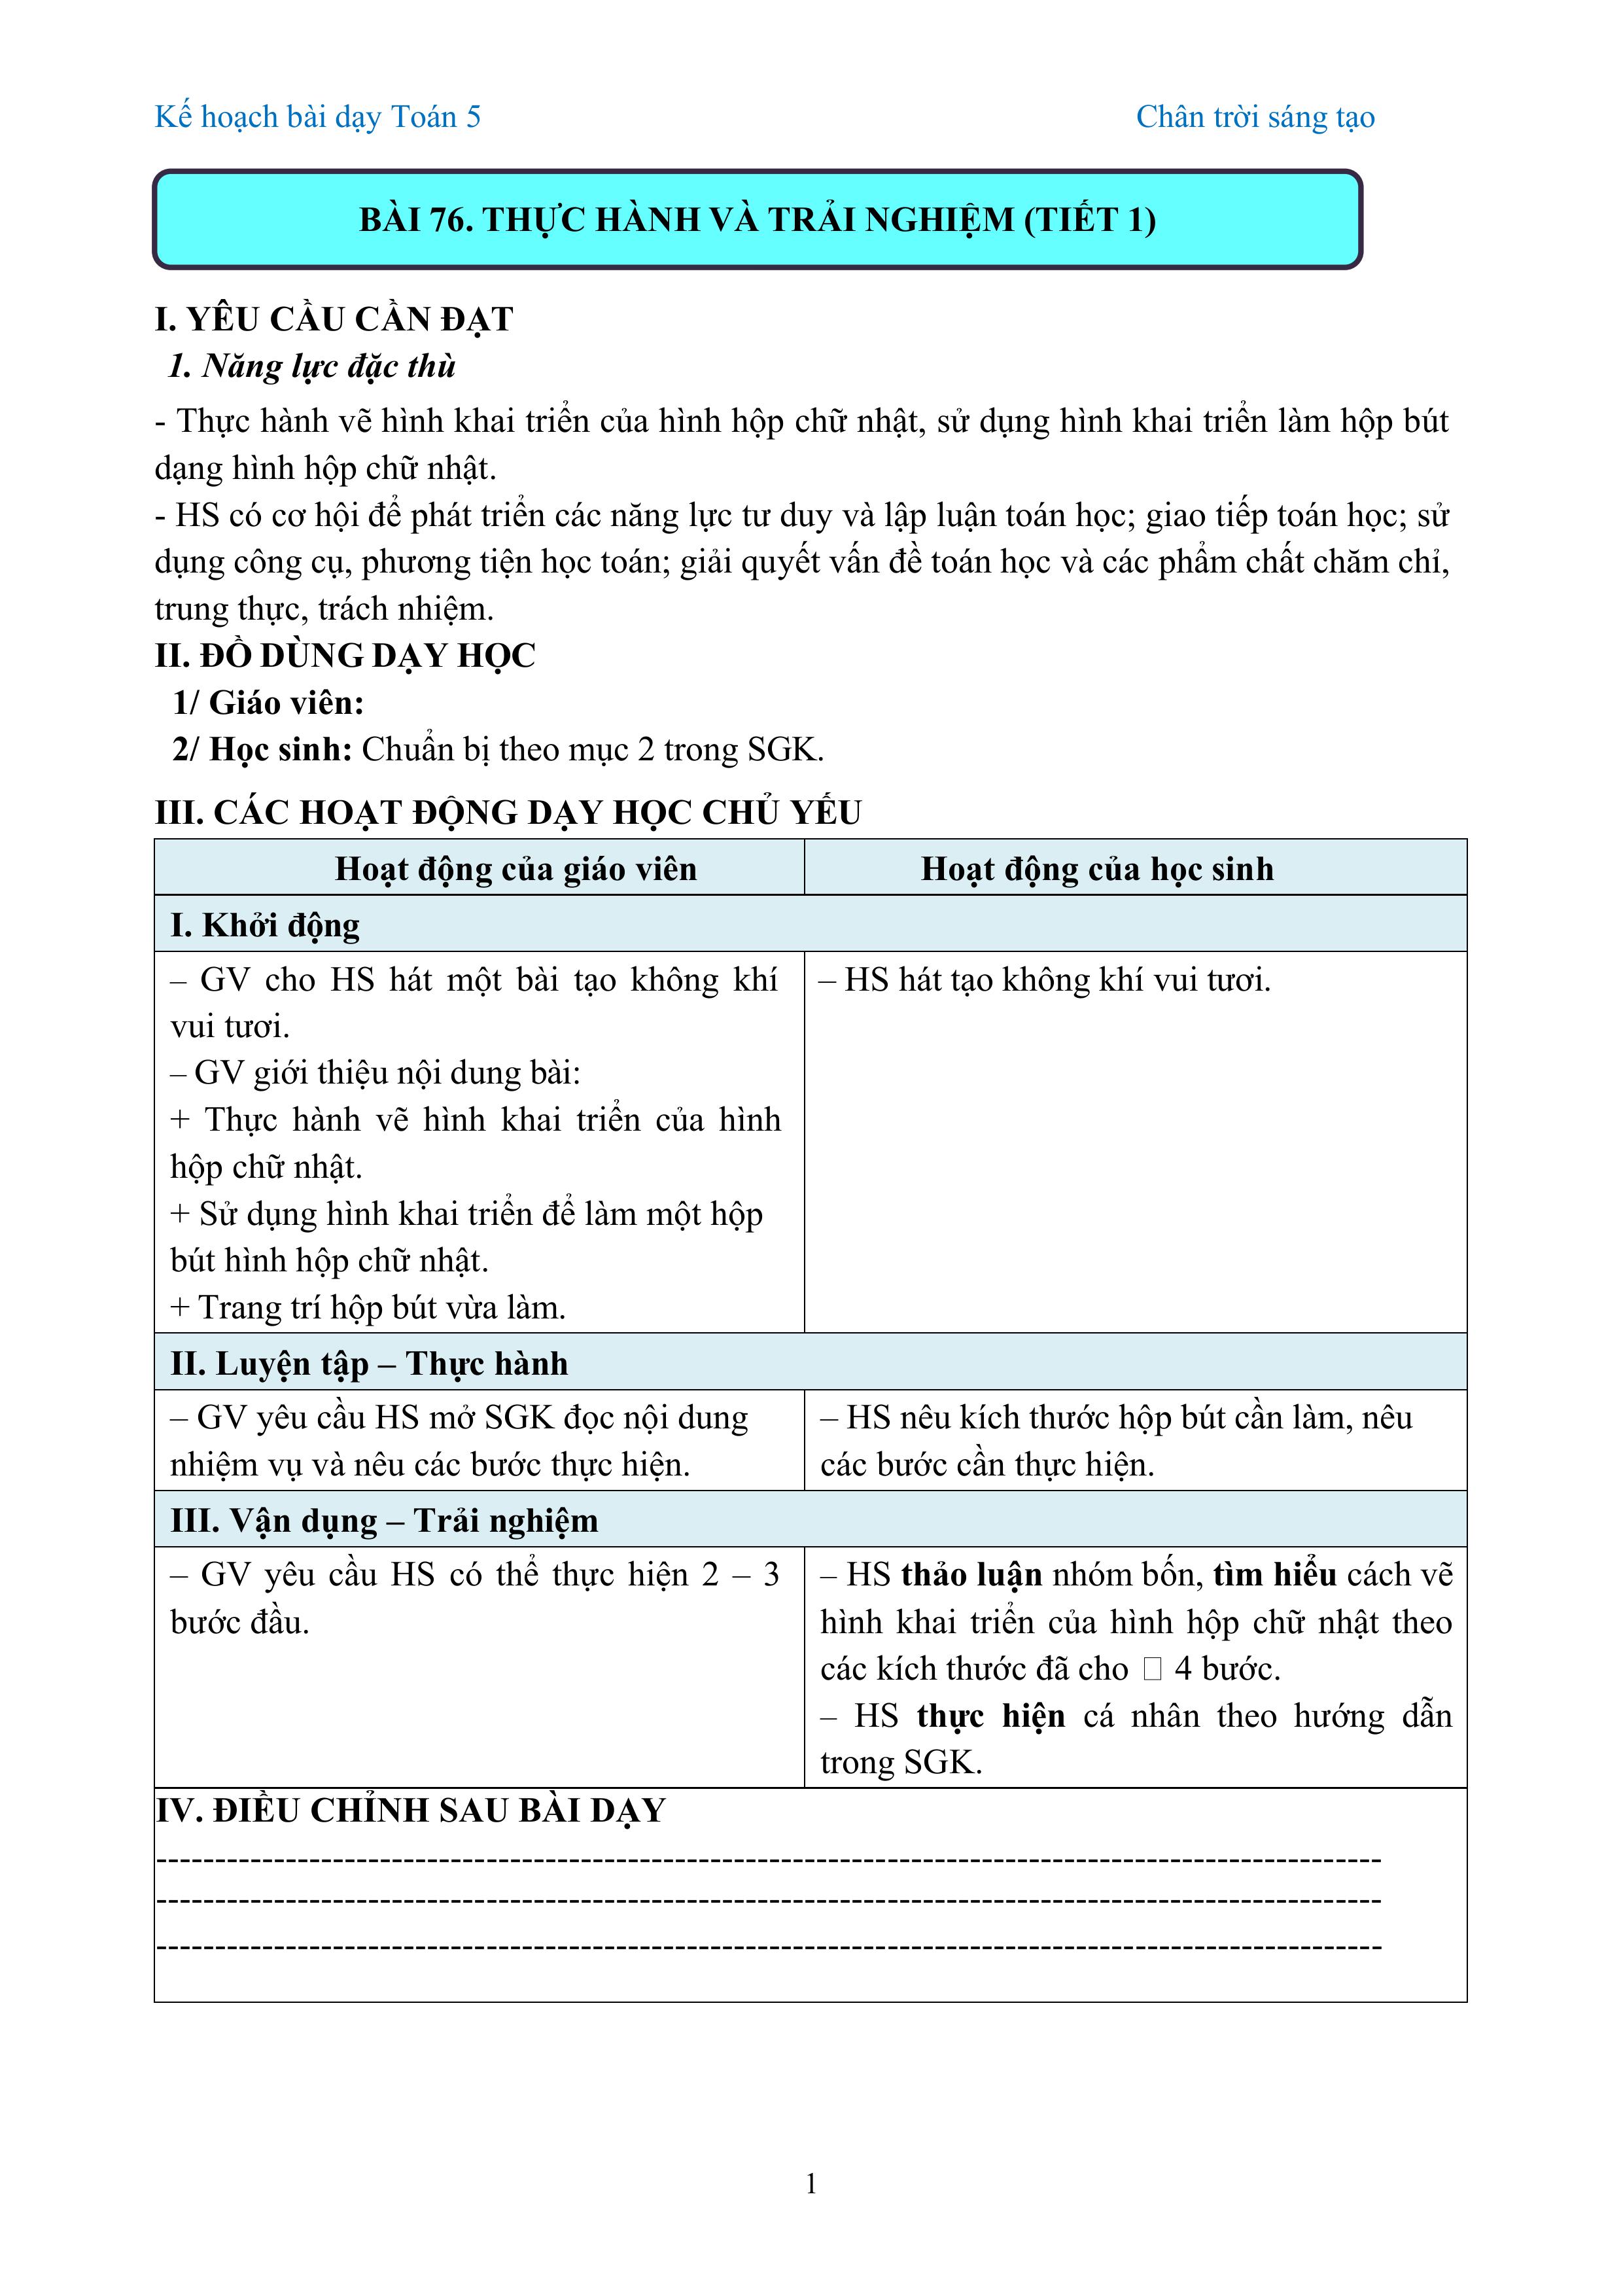 Kế hoạch bài dạy Toán 5 Chân trời sáng tạo
BÀI 76. THỰC HÀNH VÀ TRẢI NGHIỆM (TIẾT 1)
I. YÊU CẦU CẦN ĐẠT
1. Năng lực đặc thù
- Thực hành vẽ hình khai triển của hình hộp chữ nhật, sử dụng hình khai triển làm hộp bút
dạng hình hộp chữ nhật.
- HS có cơ hội để phát triển các năng lực tư duy và lập luận toán học; giao tiếp toán học; sử
dụng công cụ, phương tiện học toán; giải quyết vấn đề toán học và các phẩm chất chăm chỉ,
trung thực, trách nhiệm.
II. ĐỒ DÙNG DẠY HỌC
1/ Giáo viên:
2/ Học sinh: Chuẩn bị theo mục 2 trong SGK.
III. CÁC HOẠT ĐỘNG DẠY HỌC CHỦ YẾU
Hoạt động của giáo viên
Hoạt động của học sinh
I. Khởi động
– GV cho HS hát một bài tạo không khí
vui tươi.
– GV giới thiệu nội dung bài:
+ Thực hành vẽ hình khai triển của hình
hộp chữ nhật.
+ Sử dụng hình khai triển để làm một hộp
bút hình hộp chữ nhật.
+ Trang trí hộp bút vừa làm.
– HS hát tạo không khí vui tươi.
II. Luyện tập – Thực hành
– GV yêu cầu HS mở SGK đọc nội dung
nhiệm vụ và nêu các bước thực hiện.
– HS nêu kích thước hộp bút cần làm, nêu
các bước cần thực hiện.
III. Vận dụng – Trải nghiệm
– GV yêu cầu HS có thể thực hiện 2 – 3
bước đầu.
– HS thảo luận nhóm bốn, tìm hiểu cách vẽ
hình khai triển của hình hộp chữ nhật theo
các kích thước đã cho □ 4 bước.
– HS thực hiện cá nhân theo hướng dẫn
trong SGK.
IV. ĐIỀU CHỈNH SAU BÀI DẠY
1